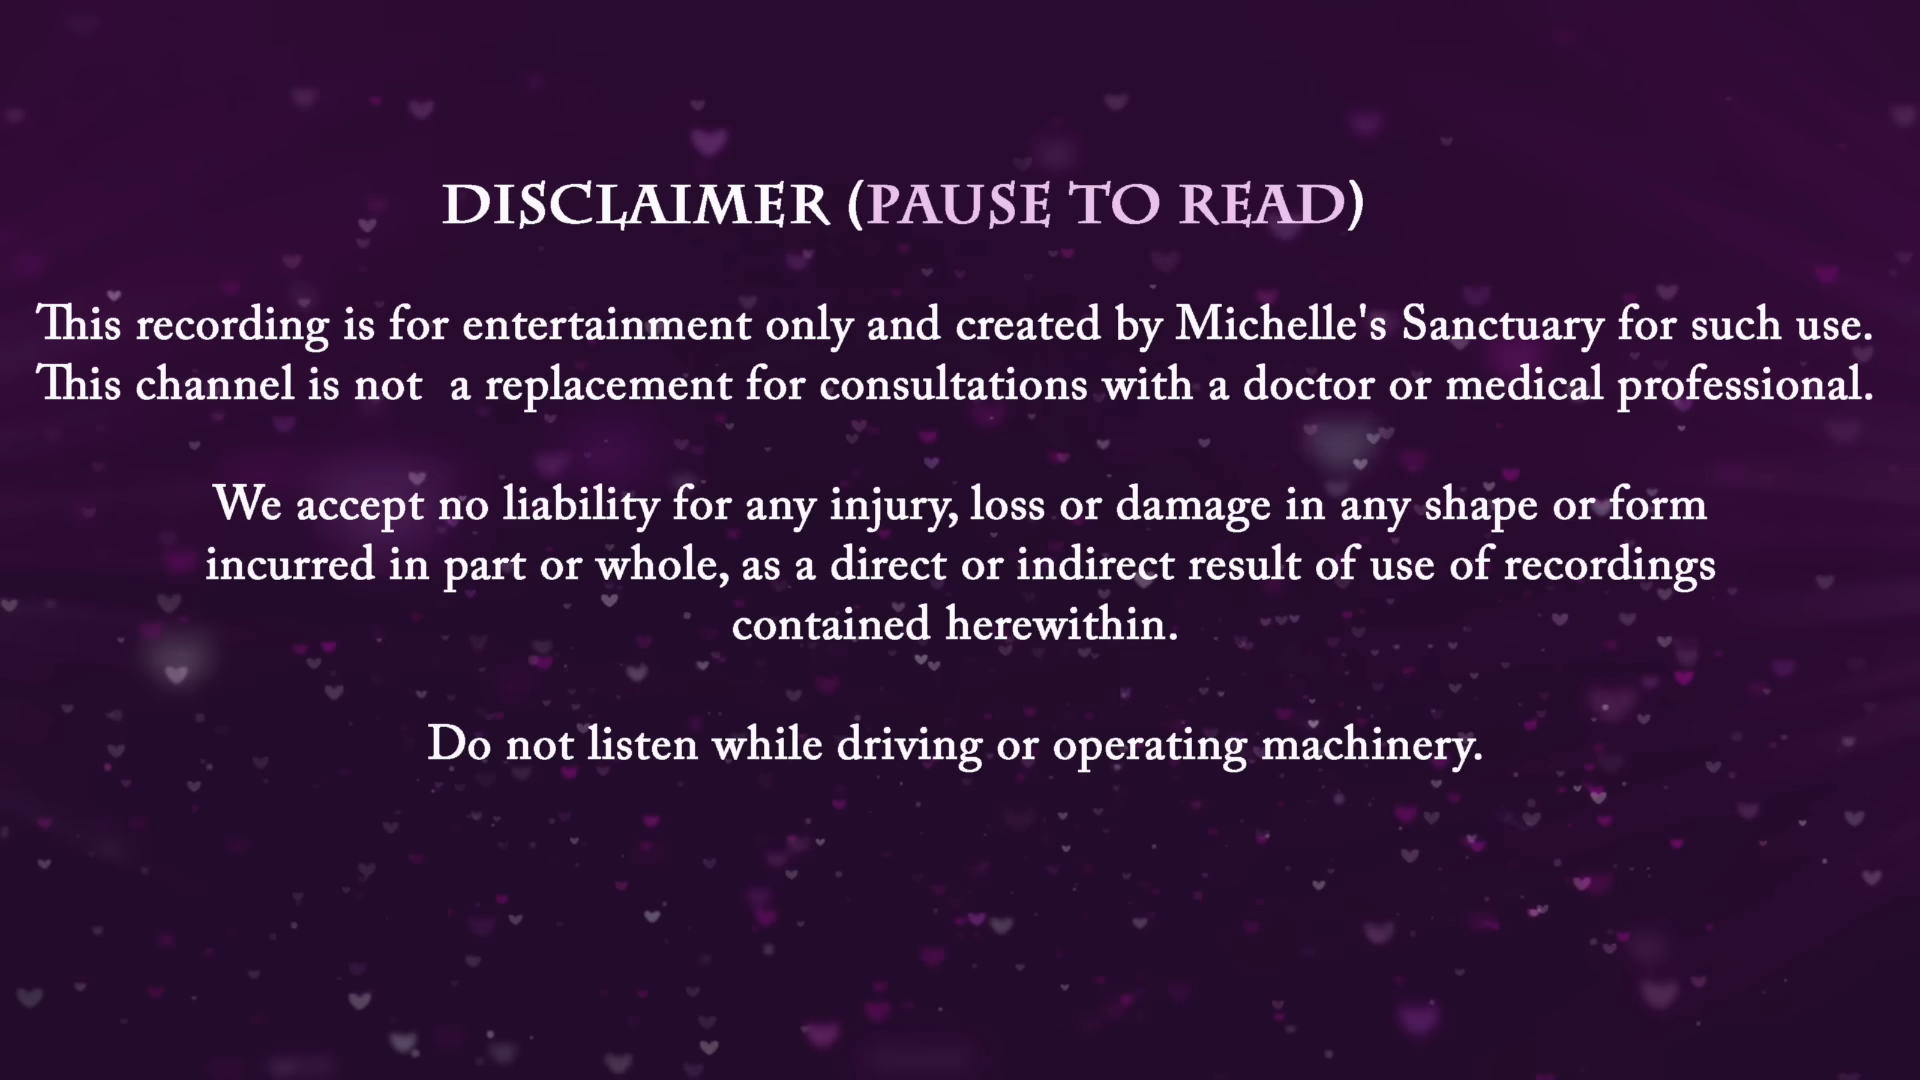 DISCLAIMER (PAUSE TO READ)
This recording is for entertainment only and created by Michelle's Sanctuary for such use.
This channel is not  a replacement for consultations with a doctor or medical professional.
We accept no liability for any injury, loss or damage in any shape or form
incurred in part or whole, as a direct or indirect result of use of recordings
contained herewithin.
Do not listen while driving or operating machinery.